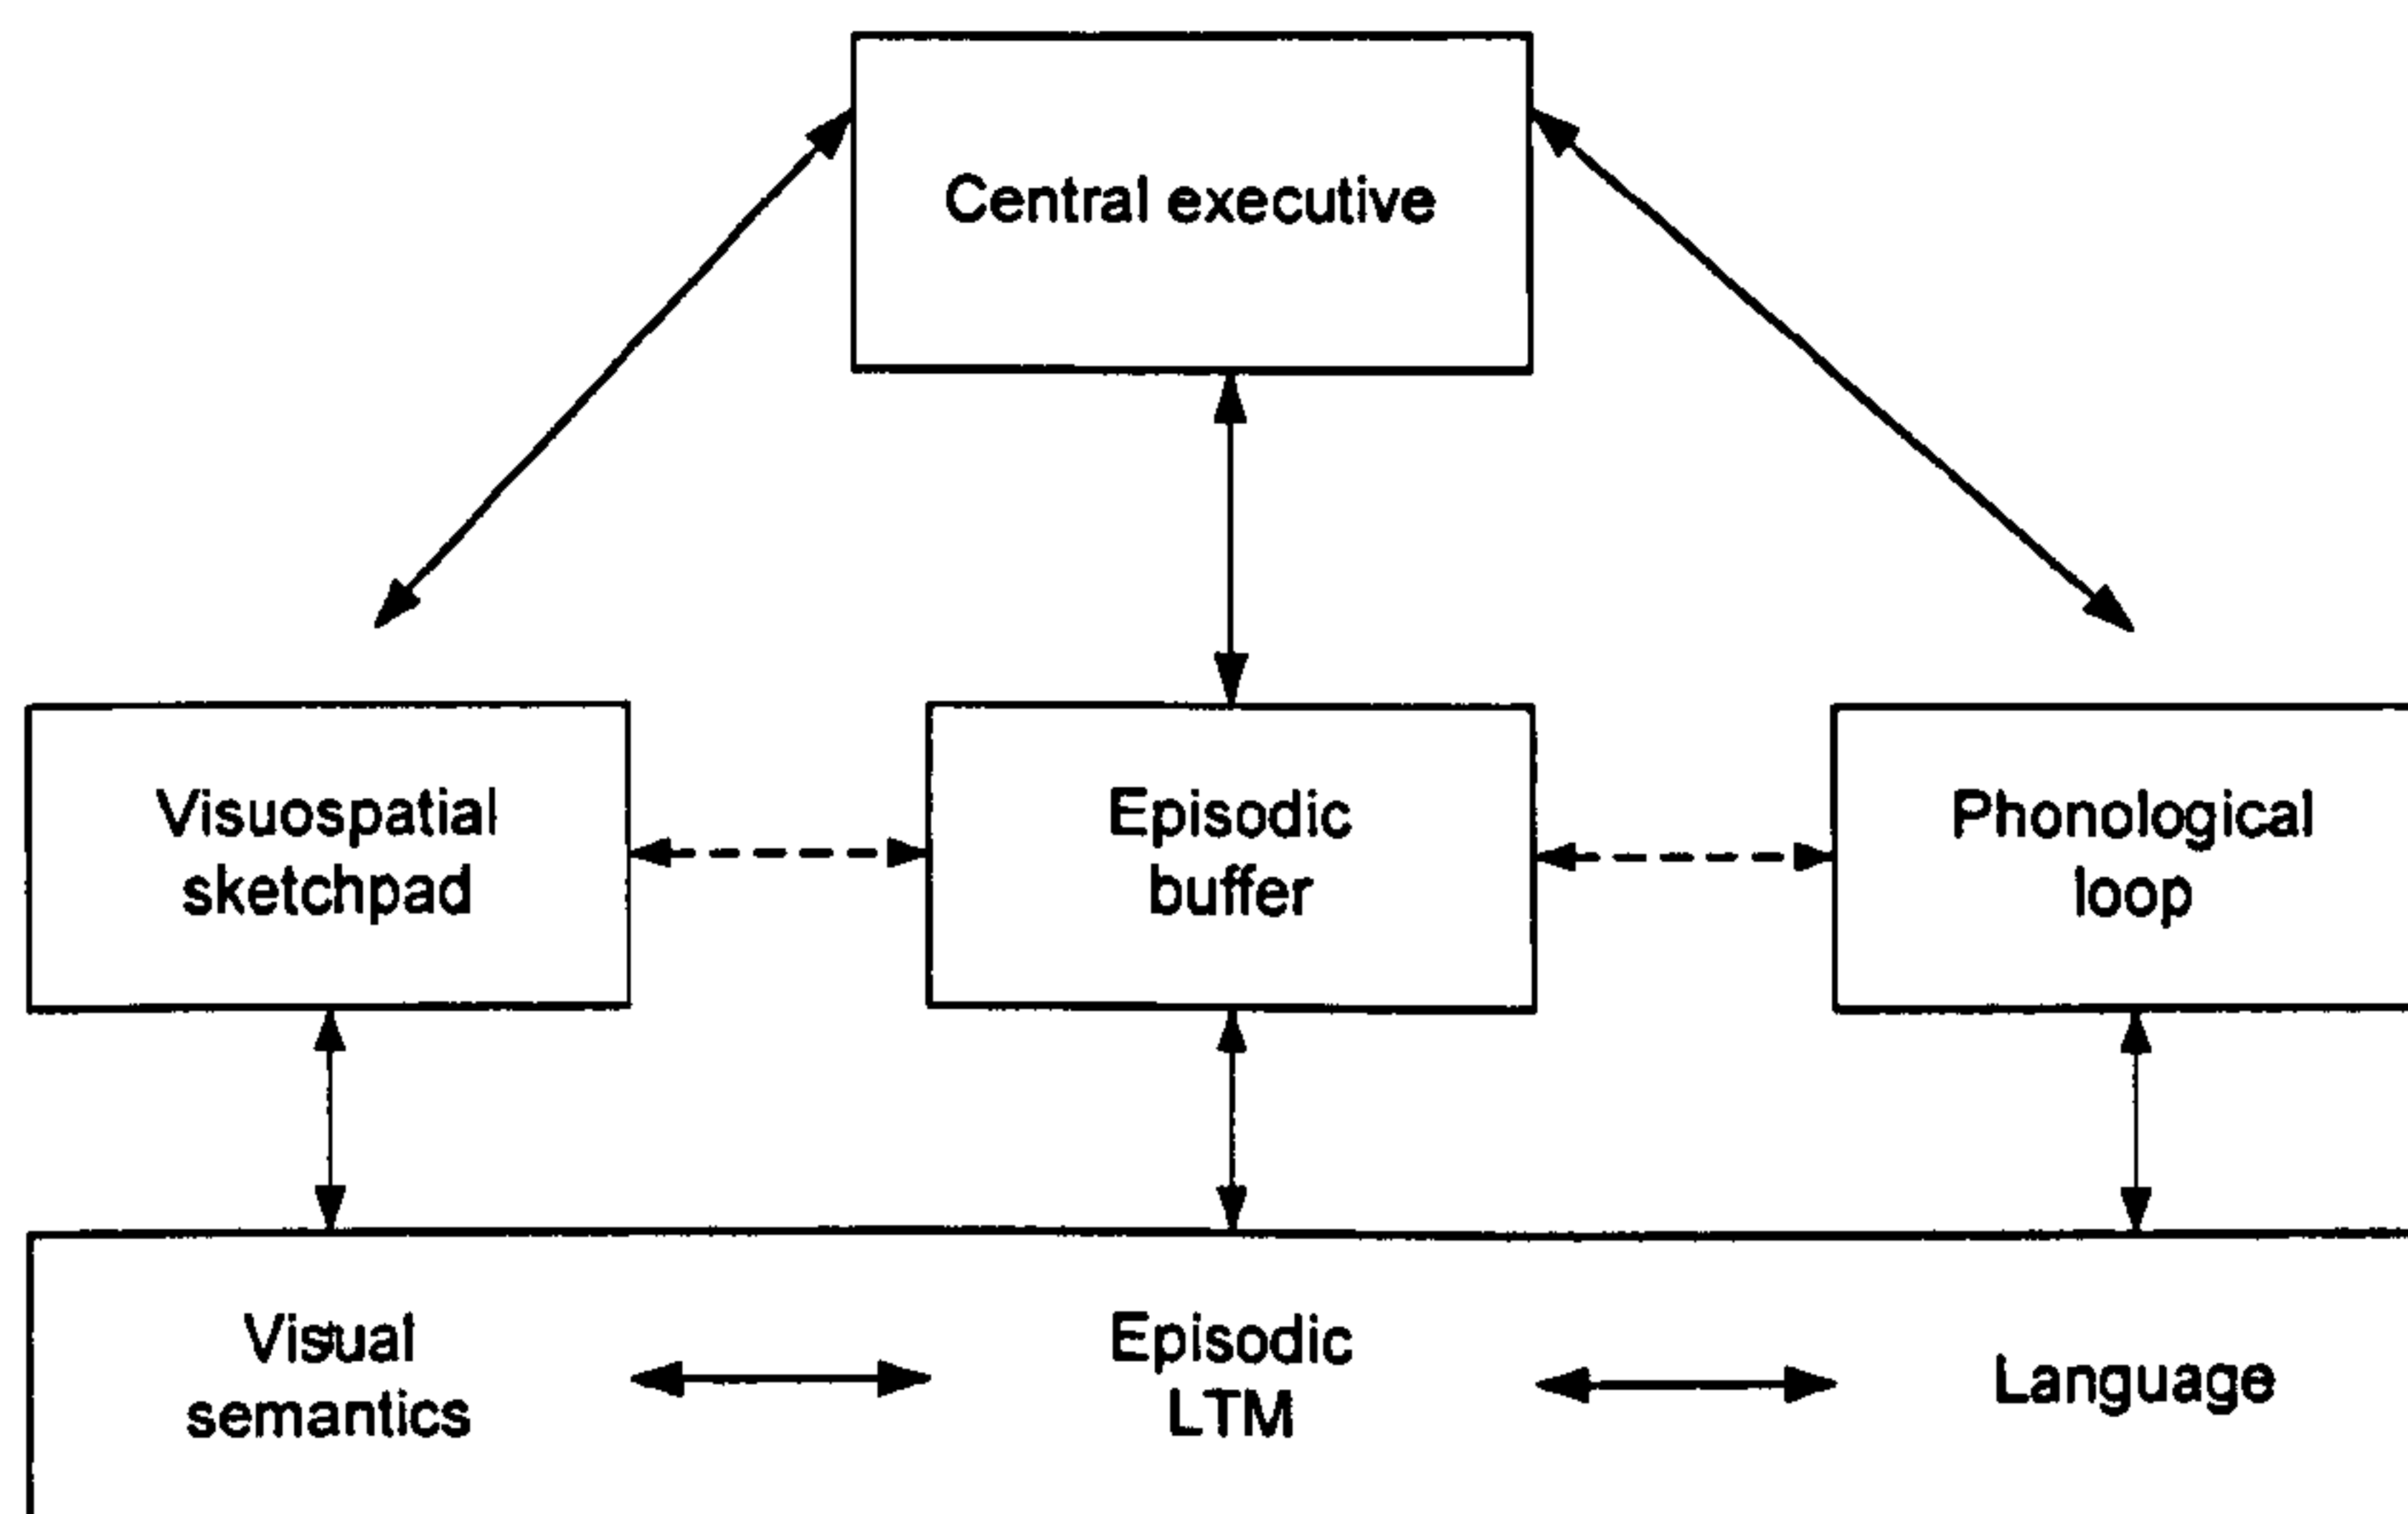 Central executive
Visuospatial
sketchpad
Episodic
buffer
Phonological
loop
Visual
semantics
Episodic
LTM
Language